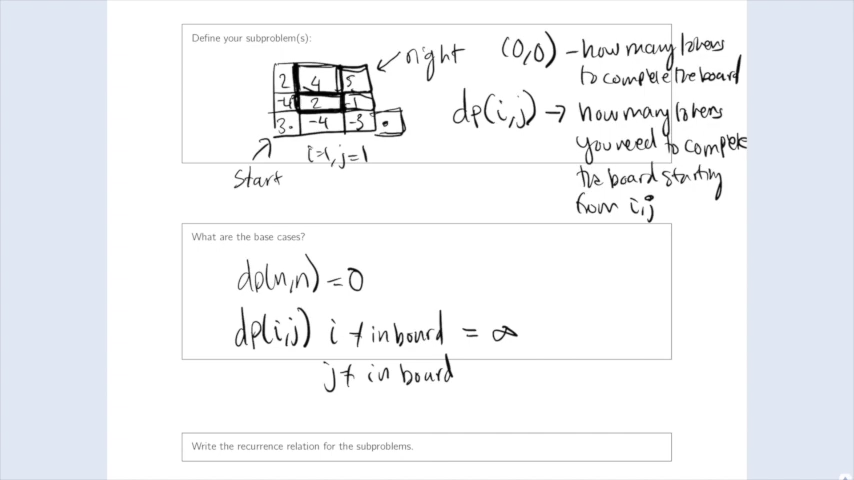 Define your subproblem(s):
right
(0,0) - how many tokens
to complete the board
2 4 5
-4 2 -1
3. -4 -3 .
dp(i,j) → how many tokens
you need to complete
the board starting
from i,j
i=1, j=1
Start
What are the base cases?
dp(n,n) = 0
dp(i,j) i ≠ in board = ∞
j ≠ in board
Write the recurrence relation for the subproblems.